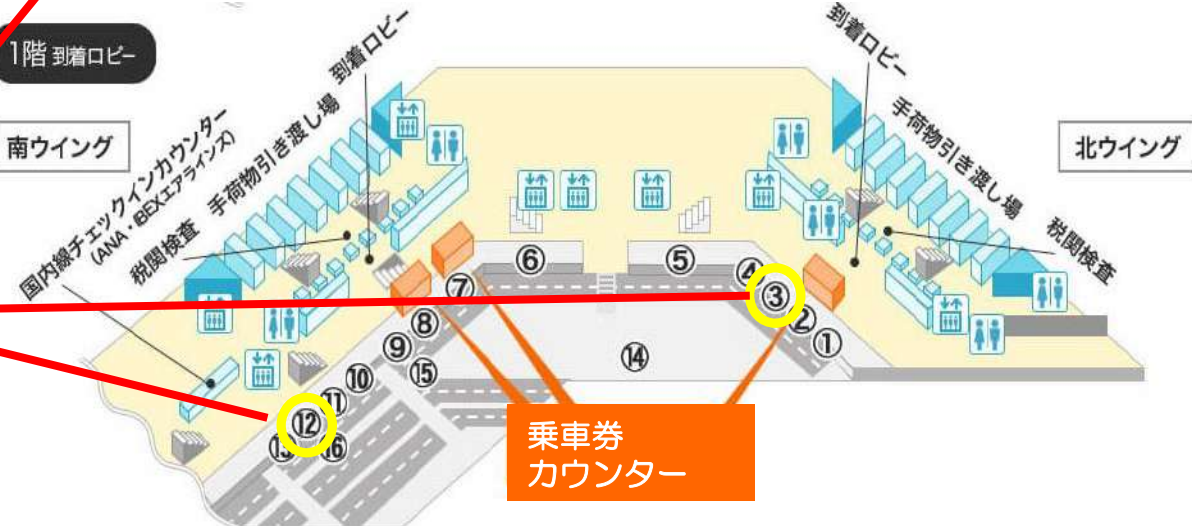 1階 到着ロビー
南ウイング
国内線チェックインカウンター
(ANA・IBEXエアラインズ)
税関検査
手荷物引き渡し場
到着ロビー
到着ロビー
手荷物引き渡し場
税関検査
北ウイング
⑥
⑤
④
③
②
①
⑦
⑧
⑨
⑩
⑪
⑫
⑬
⑭
⑮
⑯
乗車券
カウンター